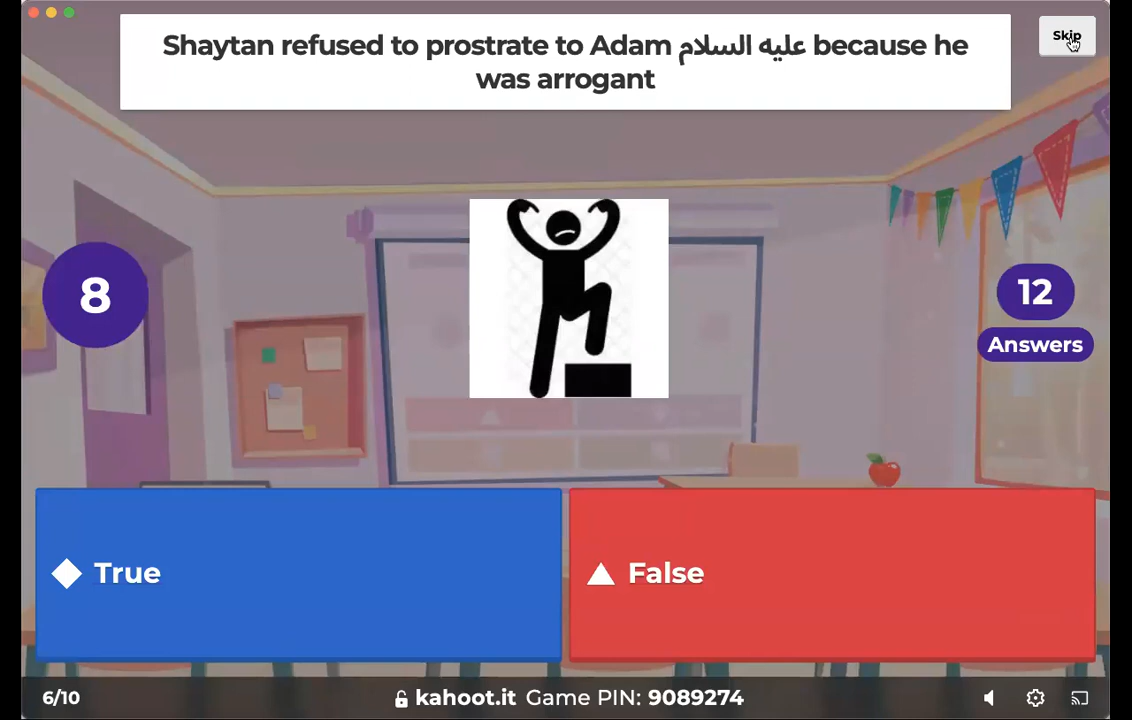 Shaytan refused to prostrate to Adam عليه السلام because he
was arrogant
Skip
8
12
Answers
True
False
6/10
kahoot.it Game PIN: 9089274